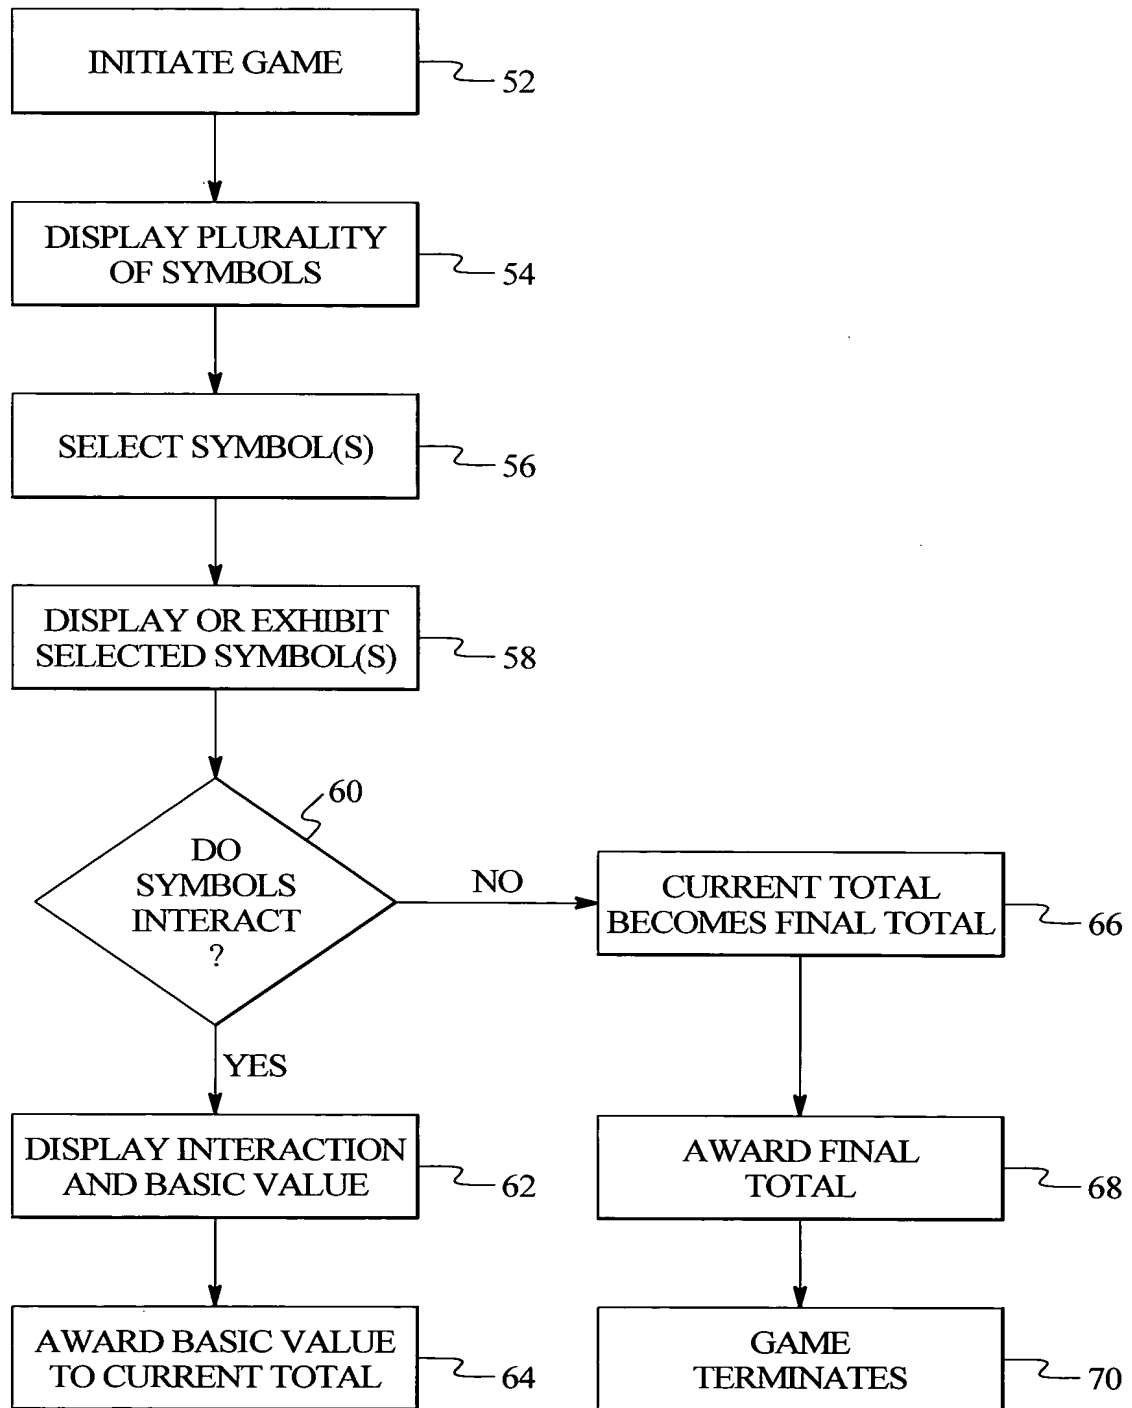 INITIATE GAME
52
DISPLAY PLURALITY
OF SYMBOLS
54
SELECT SYMBOL(S)
56
DISPLAY OR EXHIBIT
SELECTED SYMBOL(S)
58
60
DO
SYMBOLS
INTERACT
?
NO
CURRENT TOTAL
BECOMES FINAL TOTAL
66
YES
DISPLAY INTERACTION
AND BASIC VALUE
62
AWARD FINAL
TOTAL
68
AWARD BASIC VALUE
TO CURRENT TOTAL
64
GAME
TERMINATES
70